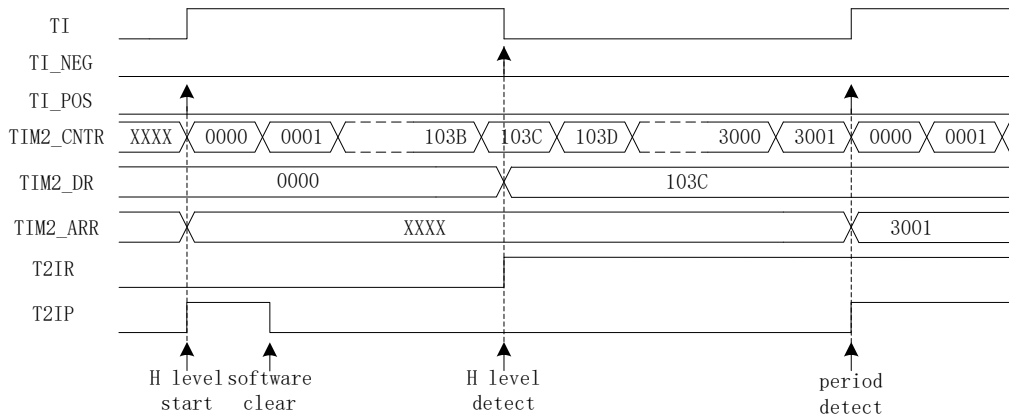 TI
TI_NEG
TI_POS
TIM2_CNTR XXXX 0000 0001 103B 103C 103D 3000 3001 0000 0001
TIM2_DR 0000 103C
TIM2_ARR XXXX 3001
T2IR
T2IP
H level software H level period
start clear detect detect